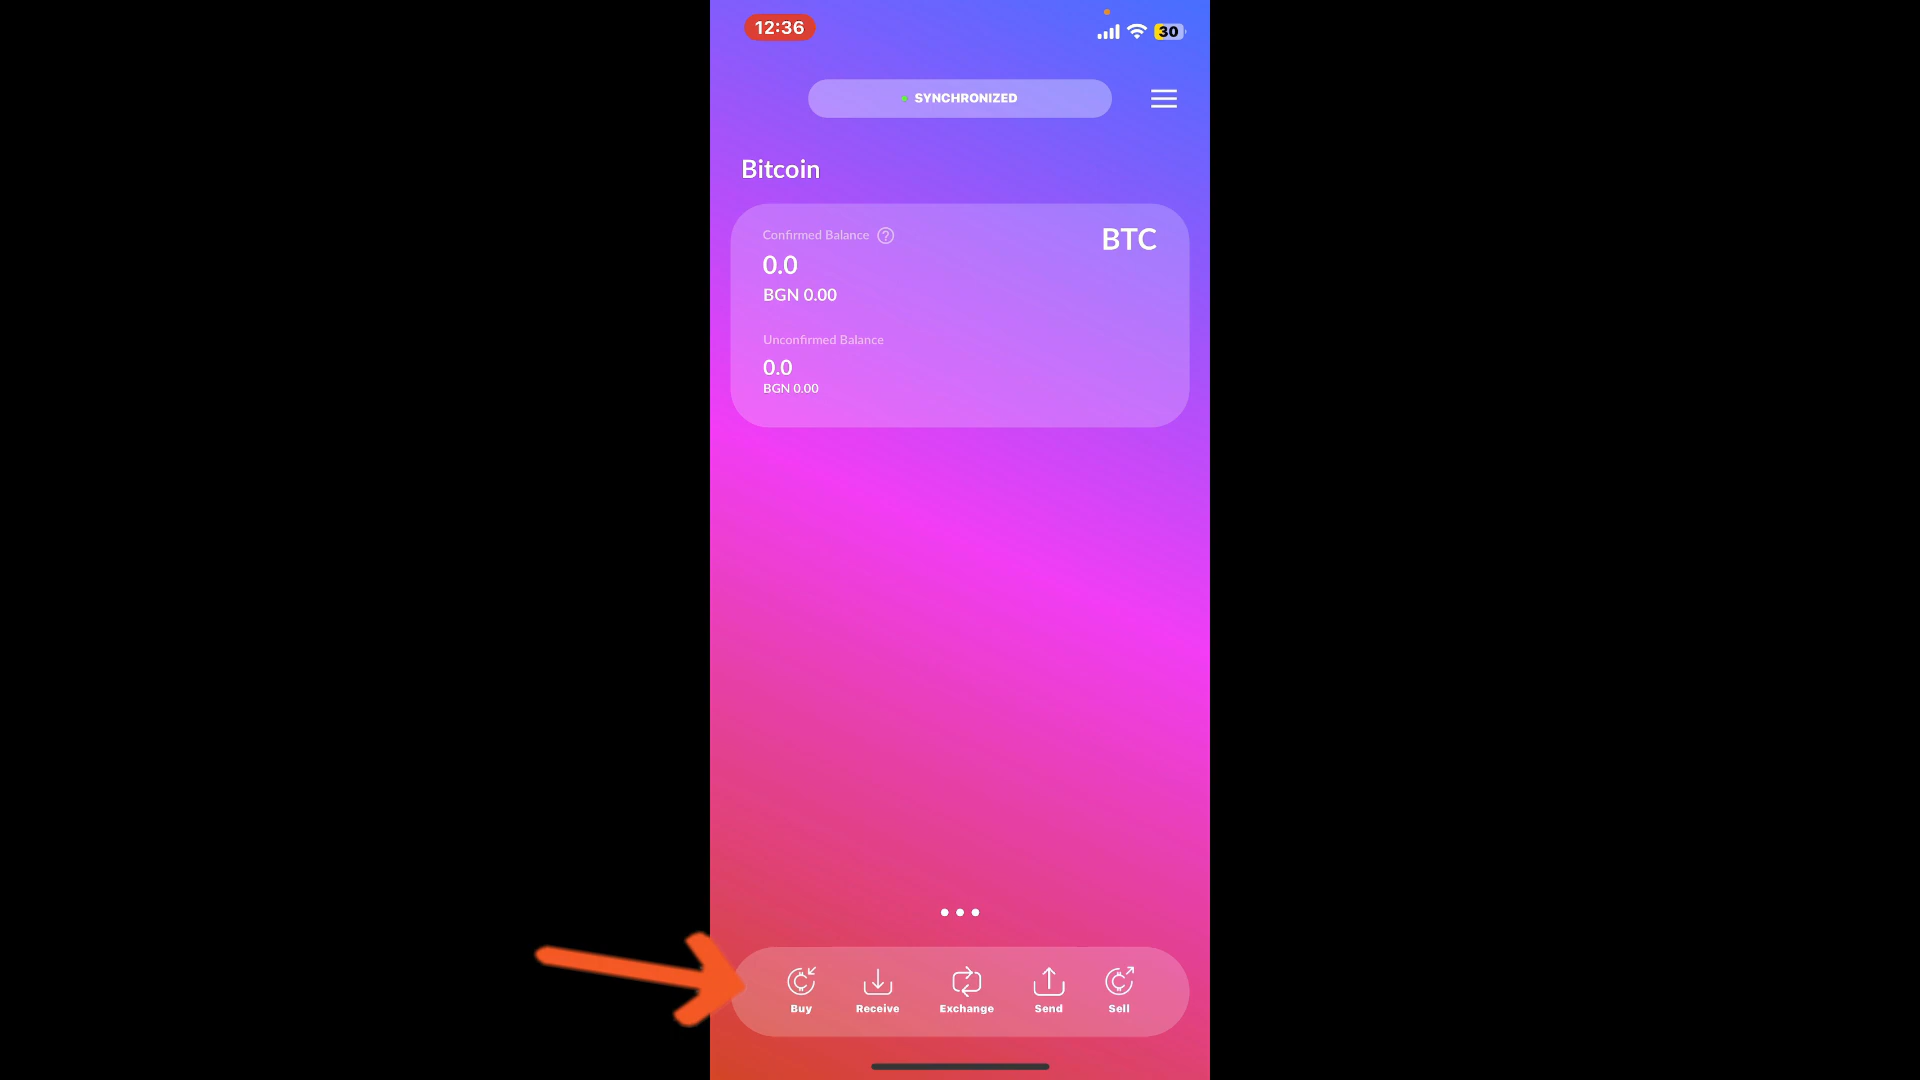 12:36
30
SYNCHRONIZED
Bitcoin
Confirmed Balance ?
BTC
0.0
BGN 0.00
Unconfirmed Balance
0.0
BGN 0.00
Buy Receive Exchange Send Sell